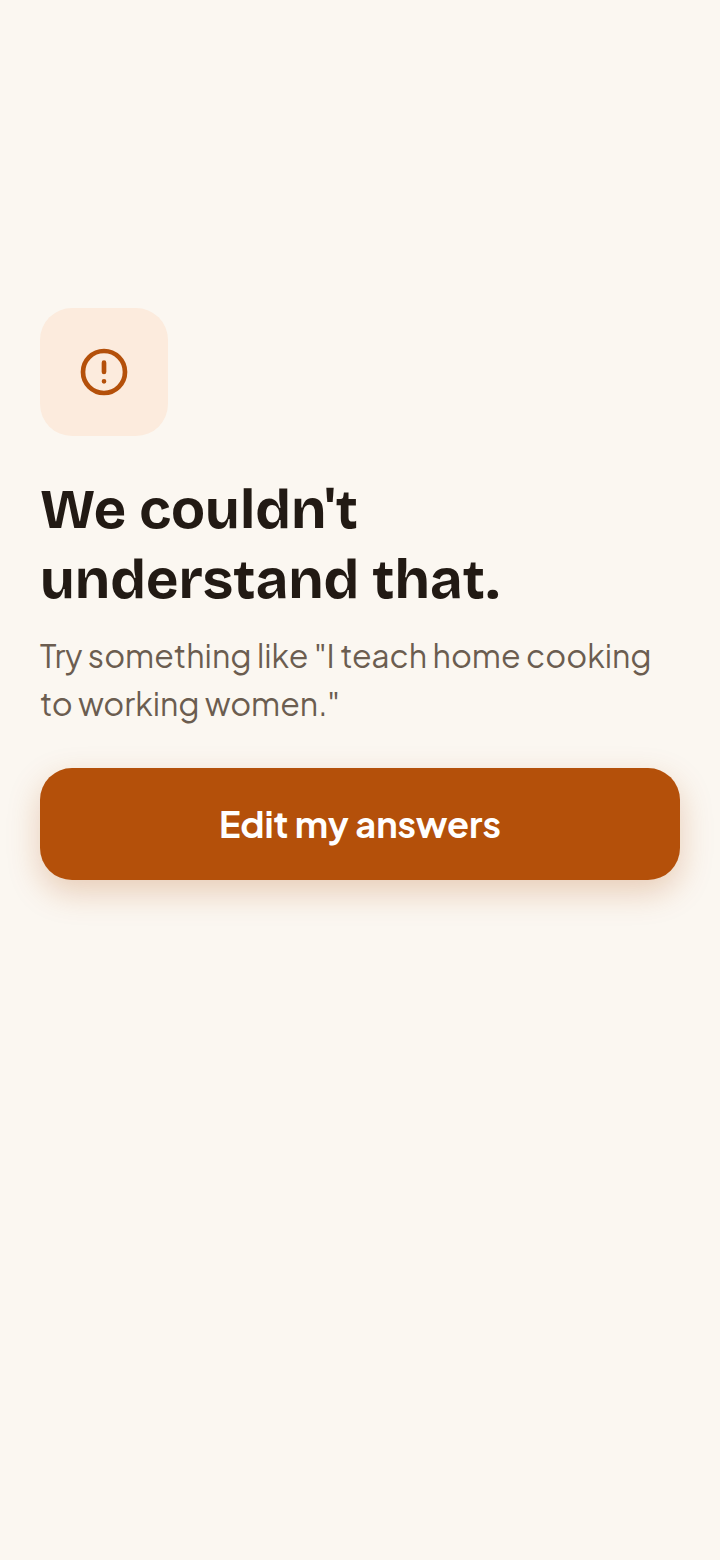 We couldn't
understand that.
Try something like "I teach home cooking
to working women."
Edit my answers